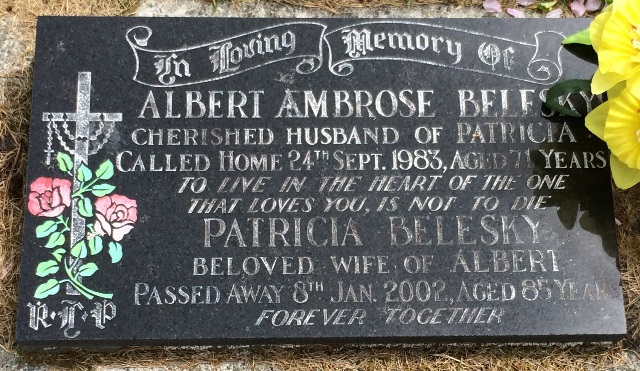 In Loving Memory Of
ALBERT AMBROSE BELESKY
CHERISHED HUSBAND OF PATRICIA
CALLED HOME 24TH SEPT. 1983, AGED 71 YEARS
TO LIVE IN THE HEART OF THE ONE
THAT LOVES YOU, IS NOT TO DIE
PATRICIA BELESKY
BELOVED WIFE OF ALBERT
PASSED AWAY 8TH JAN. 2002, AGED 85 YEARS
FOREVER TOGETHER
R·I·P